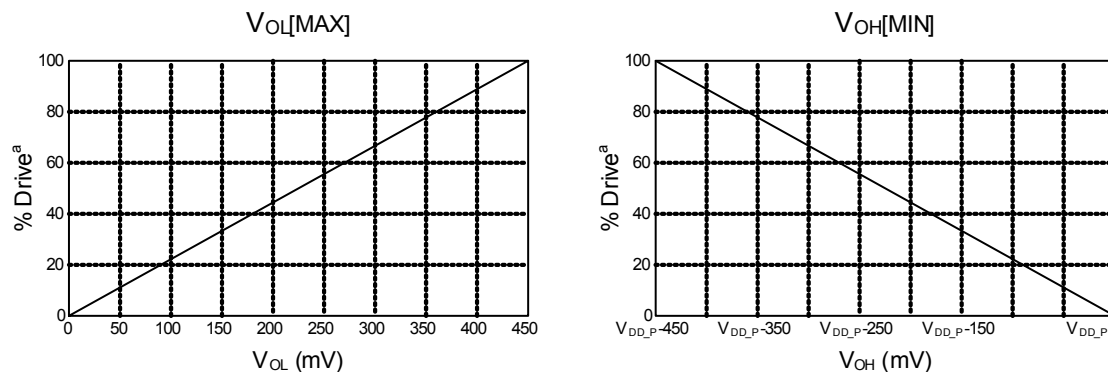 VOL[MAX]
% Driveᵃ
100
80
60
40
20
0
0 50 100 150 200 250 300 350 400 450
VOL (mV)
VOH[MIN]
% Driveᵃ
100
80
60
40
20
0
VDD_P-450 VDD_P-350 VDD_P-250 VDD_P-150 VDD_P
VOH (mV)